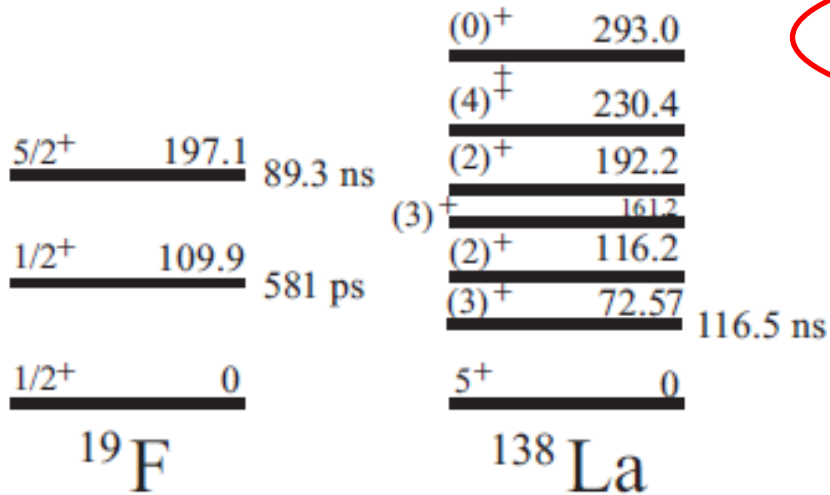 5/2+ 197.1 89.3 ns
1/2+ 109.9 581 ps
1/2+ 0
19F
(0)+ 293.0
(4)‡ 230.4
(2)+ 192.2
(3)+ 161.2
(2)+ 116.2
(3)+ 72.57 116.5 ns
5+ 0
138La